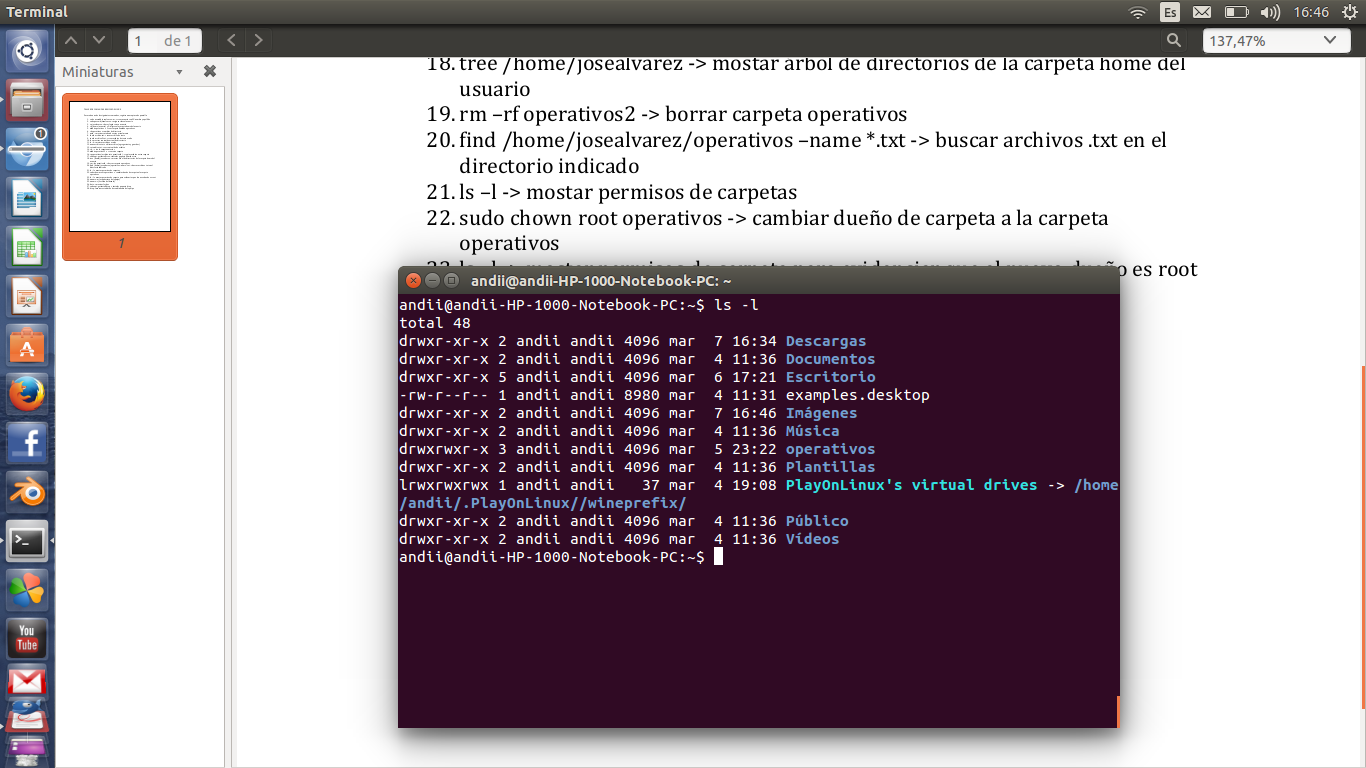 Terminal
Es
16:46
1 de 1
137,47%
Miniaturas
1
18. tree /home/josealvarez -> mostar arbol de directorios de la carpeta home del
usuario
19. rm –rf operativos2 -> borrar carpeta operativos
20. find /home/josealvarez/operativos –name *.txt -> buscar archivos .txt en el
directorio indicado
21. ls –l -> mostar permisos de carpetas
22. sudo chown root operativos -> cambiar dueño de carpeta a la carpeta
operativos
es root
andii@andii-HP-1000-Notebook-PC: ~
andii@andii-HP-1000-Notebook-PC:~$ ls -l
total 48
drwxr-xr-x 2 andii andii 4096 mar  7 16:34 Descargas
drwxr-xr-x 2 andii andii 4096 mar  4 11:36 Documentos
drwxr-xr-x 5 andii andii 4096 mar  6 17:21 Escritorio
-rw-r--r-- 1 andii andii 8980 mar  4 11:31 examples.desktop
drwxr-xr-x 2 andii andii 4096 mar  7 16:46 Imágenes
drwxr-xr-x 2 andii andii 4096 mar  4 11:36 Música
drwxrwxr-x 3 andii andii 4096 mar  5 23:22 operativos
drwxr-xr-x 2 andii andii 4096 mar  4 11:36 Plantillas
lrwxrwxrwx 1 andii andii   37 mar  4 19:08 PlayOnLinux's virtual drives -> /home
/andii/.PlayOnLinux//wineprefix/
drwxr-xr-x 2 andii andii 4096 mar  4 11:36 Público
drwxr-xr-x 2 andii andii 4096 mar  4 11:36 Vídeos
andii@andii-HP-1000-Notebook-PC:~$
1
You
Tube